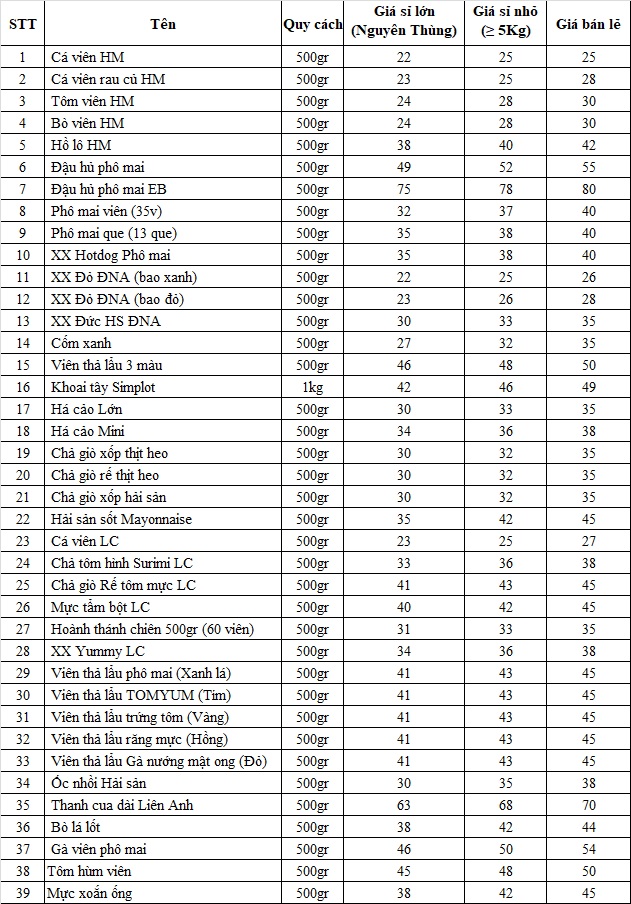 STT Tên Quy cách Giá sỉ lớn (Nguyên Thùng) Giá sỉ nhỏ (≥ 5Kg) Giá bán lẻ
1 Cá viên HM 500gr 22 25 25
2 Cá viên rau củ HM 500gr 23 25 28
3 Tôm viên HM 500gr 24 28 30
4 Bò viên HM 500gr 24 28 30
5 Hồ lô HM 500gr 38 40 42
6 Đậu hủ phô mai 500gr 49 52 55
7 Đậu hủ phô mai EB 500gr 75 78 80
8 Phô mai viên (35v) 500gr 32 37 40
9 Phô mai que (13 que) 500gr 35 38 40
10 XX Hotdog Phô mai 500gr 35 38 40
11 XX Đỏ ĐNA (bao xanh) 500gr 22 25 26
12 XX Đỏ ĐNA (bao đỏ) 500gr 23 26 28
13 XX Đức HS ĐNA 500gr 30 33 35
14 Cốm xanh 500gr 27 32 35
15 Viên thả lẩu 3 màu 500gr 46 48 50
16 Khoai tây Simplot 1kg 42 46 49
17 Há cảo Lớn 500gr 30 33 35
18 Há cảo Mini 500gr 34 36 38
19 Chả giò xốp thịt heo 500gr 30 32 35
20 Chả giò rế thịt heo 500gr 30 32 35
21 Chả giò xốp hải sản 500gr 30 32 35
22 Hải sản sốt Mayonnaise 500gr 35 42 45
23 Cá viên LC 500gr 23 25 27
24 Chả tôm hình Surimi LC 500gr 33 36 38
25 Chả giò Rế tôm mực LC 500gr 41 43 45
26 Mực tẩm bột LC 500gr 40 42 45
27 Hoành thánh chiên 500gr (60 viên) 500gr 31 33 35
28 XX Yummy LC 500gr 34 36 38
29 Viên thả lẩu phô mai (Xanh lá) 500gr 41 43 45
30 Viên thả lẩu TOMYUM (Tím) 500gr 41 43 45
31 Viên thả lẩu trứng tôm (Vàng) 500gr 41 43 45
32 Viên thả lẩu răng mực (Hồng) 500gr 41 43 45
33 Viên thả lẩu Gà nướng mật ong (Đỏ) 500gr 41 43 45
34 Ốc nhồi Hải sản 500gr 30 35 38
35 Thanh cua dài Liên Anh 500gr 63 68 70
36 Bò lá lốt 500gr 38 42 44
37 Gà viên phô mai 500gr 46 50 54
38 Tôm hùm viên 500gr 45 48 50
39 Mực xoắn ống 500gr 38 42 45